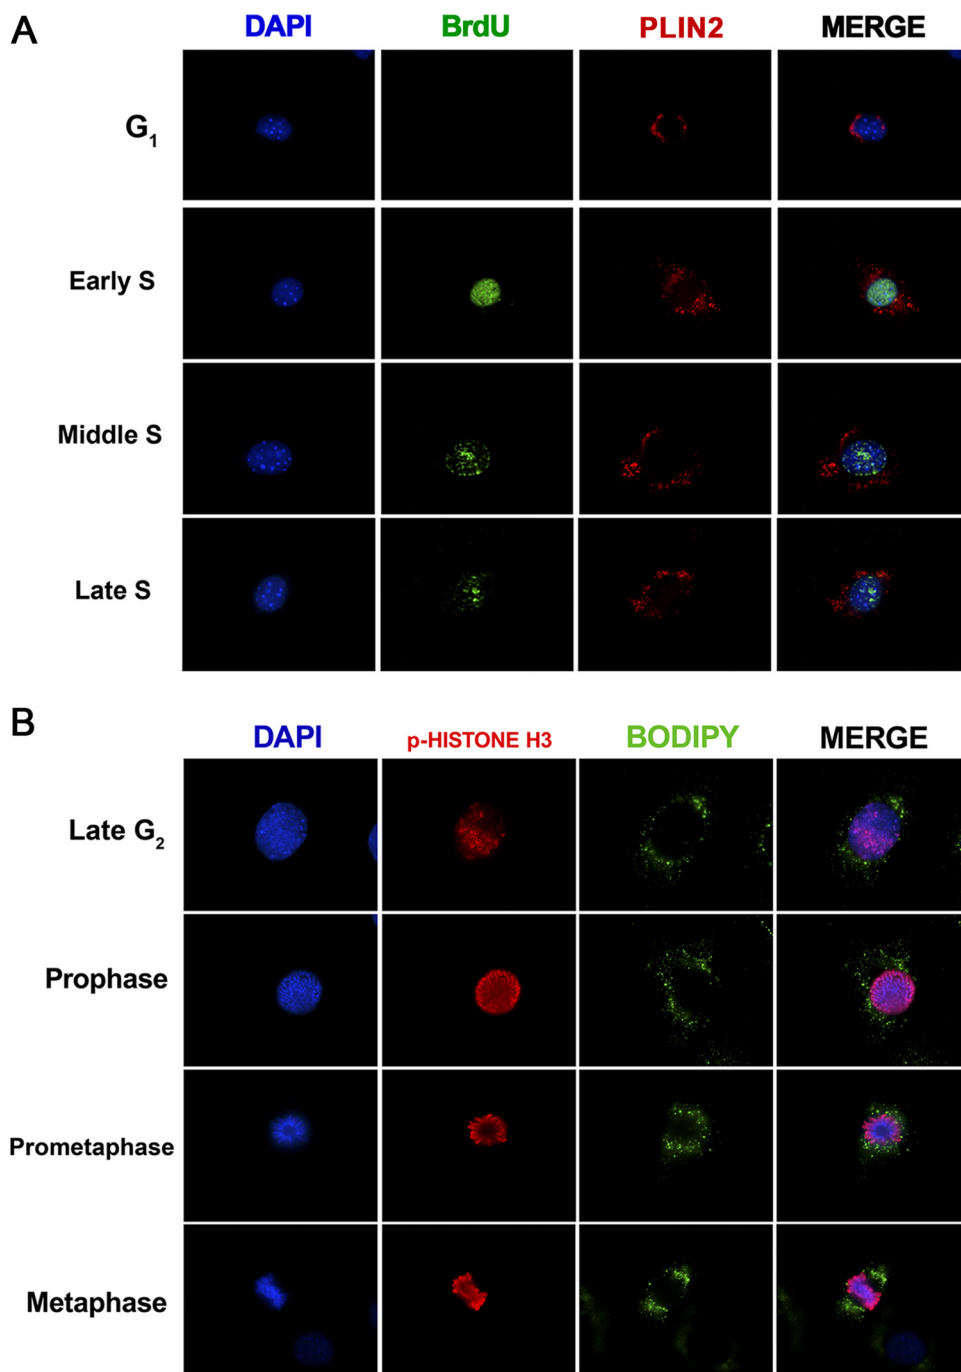 A
DAPI BrdU PLIN2 MERGE
G1
Early S
Middle S
Late S
B
DAPI p-HISTONE H3 BODIPY MERGE
Late G2
Prophase
Prometaphase
Metaphase